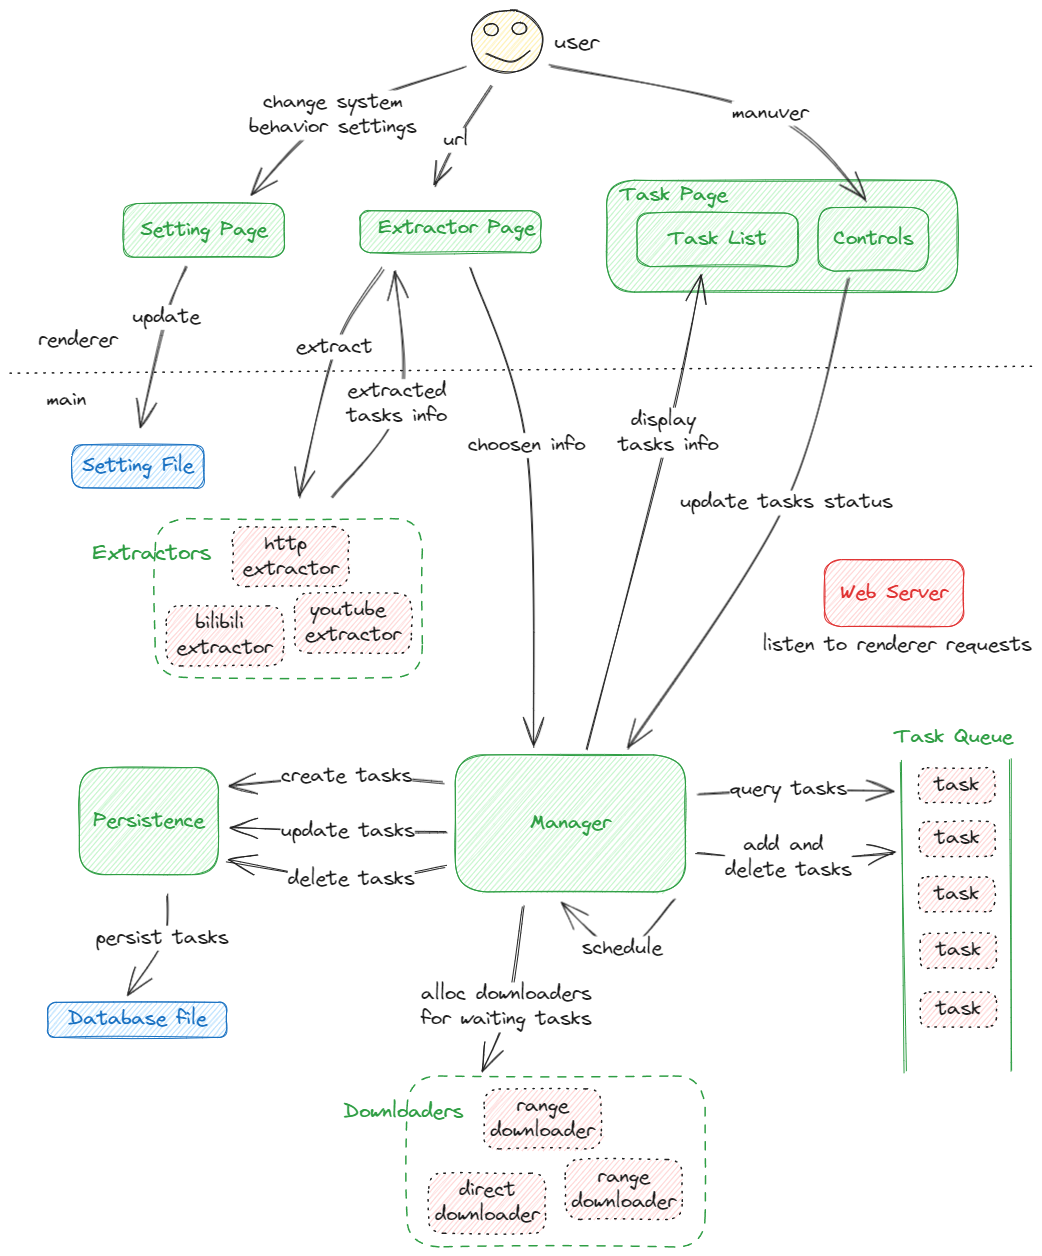 user
change system
behavior settings
url
manuver
Setting Page
Extractor Page
Task Page
Task List
Controls
update
renderer
extract
main
extracted
tasks info
choosen info
display
tasks info
Setting File
update tasks status
Extractors
http
extractor
bilibili
extractor
youtube
extractor
Web Server
listen to renderer requests
Task Queue
Persistence
create tasks
update tasks
delete tasks
Manager
query tasks
add and
delete tasks
task
task
task
task
task
persist tasks
schedule
Database file
alloc downloaders
for waiting tasks
Downloaders
range
downloader
direct
downloader
range
downloader